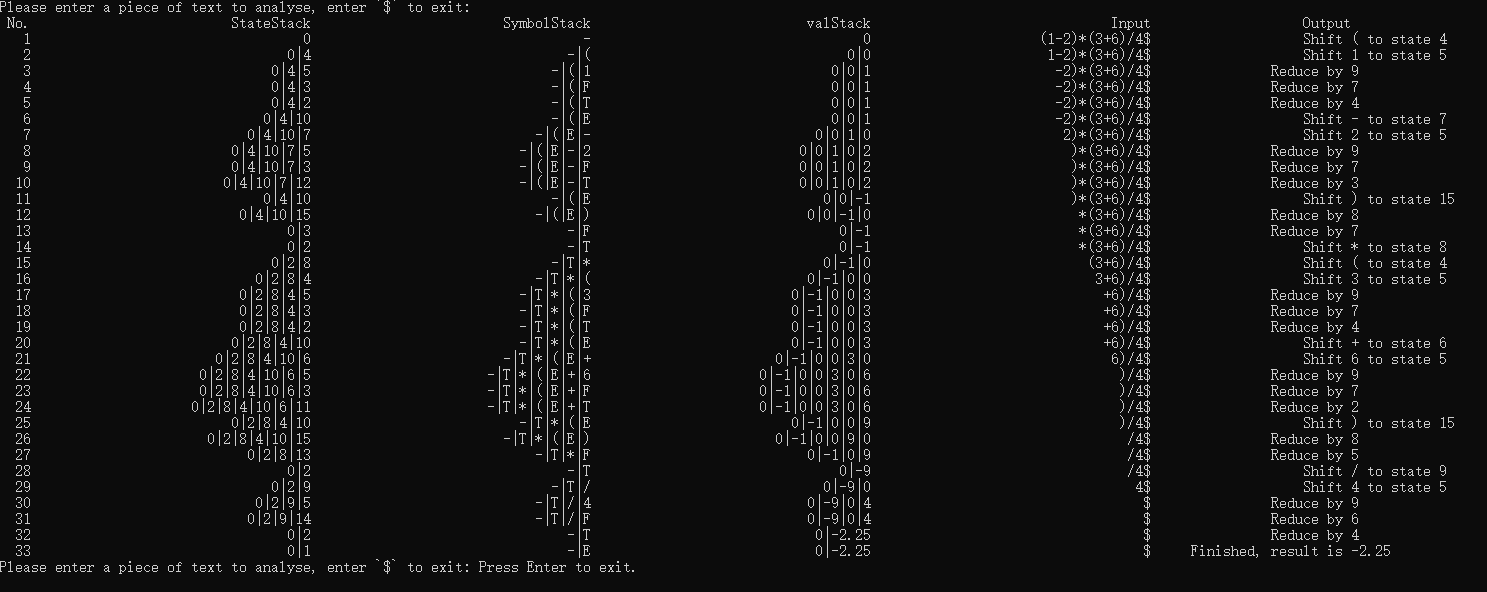 Please enter a piece of text to analyse, enter `$` to exit:
No. StateStack SymbolStack valStack Input Output
1 0 - 0 (1-2)*(3+6)/4$ Shift ( to state 4
2 0|4 -|( 0|0 1-2)*(3+6)/4$ Shift 1 to state 5
3 0|4|5 -|(|1 0|0|1 -2)*(3+6)/4$ Reduce by 9
4 0|4|3 -|(|F 0|0|1 -2)*(3+6)/4$ Reduce by 7
5 0|4|2 -|(|T 0|0|1 -2)*(3+6)/4$ Reduce by 4
6 0|4|10 -|(|E 0|0|1 -2)*(3+6)/4$ Shift - to state 7
7 0|4|10|7 -|(|E|- 0|0|1|0 2)*(3+6)/4$ Shift 2 to state 5
8 0|4|10|7|5 -|(|E|-|2 0|0|1|0|2 )*(3+6)/4$ Reduce by 9
9 0|4|10|7|3 -|(|E|-|F 0|0|1|0|2 )*(3+6)/4$ Reduce by 7
10 0|4|10|7|12 -|(|E|-|T 0|0|1|0|2 )*(3+6)/4$ Reduce by 3
11 0|4|10 -|(|E 0|0|-1 )*(3+6)/4$ Shift ) to state 15
12 0|4|10|15 -|(|E|) 0|0|-1|0 *(3+6)/4$ Reduce by 8
13 0|3 -|F 0|-1 *(3+6)/4$ Reduce by 7
14 0|2 -|T 0|-1 *(3+6)/4$ Shift * to state 8
15 0|2|8 -|T|* 0|-1|0 (3+6)/4$ Shift ( to state 4
16 0|2|8|4 -|T|*|( 0|-1|0|0 3+6)/4$ Shift 3 to state 5
17 0|2|8|4|5 -|T|*|(|3 0|-1|0|0|3 +6)/4$ Reduce by 9
18 0|2|8|4|3 -|T|*|(|F 0|-1|0|0|3 +6)/4$ Reduce by 7
19 0|2|8|4|2 -|T|*|(|T 0|-1|0|0|3 +6)/4$ Reduce by 4
20 0|2|8|4|10 -|T|*|(|E 0|-1|0|0|3 +6)/4$ Shift + to state 6
21 0|2|8|4|10|6 -|T|*|(|E|+ 0|-1|0|0|3|0 6)/4$ Shift 6 to state 5
22 0|2|8|4|10|6|5 -|T|*|(|E|+|6 0|-1|0|0|3|0|6 )/4$ Reduce by 9
23 0|2|8|4|10|6|3 -|T|*|(|E|+|F 0|-1|0|0|3|0|6 )/4$ Reduce by 7
24 0|2|8|4|10|6|11 -|T|*|(|E|+|T 0|-1|0|0|3|0|6 )/4$ Reduce by 2
25 0|2|8|4|10 -|T|*|(|E 0|-1|0|0|9 )/4$ Shift ) to state 15
26 0|2|8|4|10|15 -|T|*|(|E|) 0|-1|0|0|9|0 /4$ Reduce by 8
27 0|2|8|13 -|T|*|F 0|-1|0|9 /4$ Reduce by 5
28 0|2 -|T 0|-9 /4$ Shift / to state 9
29 0|2|9 -|T|/ 0|-9|0 4$ Shift 4 to state 5
30 0|2|9|5 -|T|/|4 0|-9|0|4 $ Reduce by 9
31 0|2|9|14 -|T|/|F 0|-9|0|4 $ Reduce by 6
32 0|2 -|T 0|-2.25 $ Reduce by 4
33 0|1 -|E 0|-2.25 $ Finished, result is -2.25
Please enter a piece of text to analyse, enter `$` to exit: Press Enter to exit.